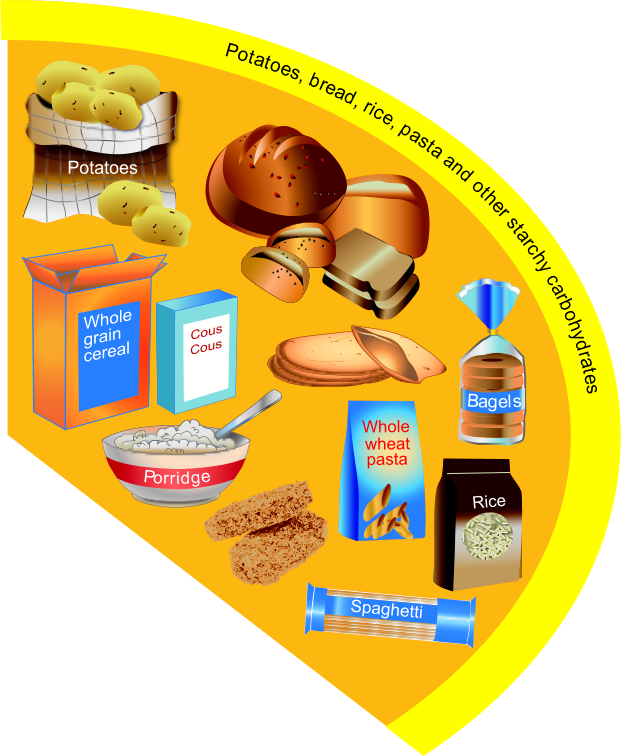 Potatoes, bread, rice, pasta and other starchy carbohydrates
Potatoes
Whole
grain
cereal
Cous
Cous
Bagels
Porridge
Whole
wheat
pasta
Rice
Spaghetti